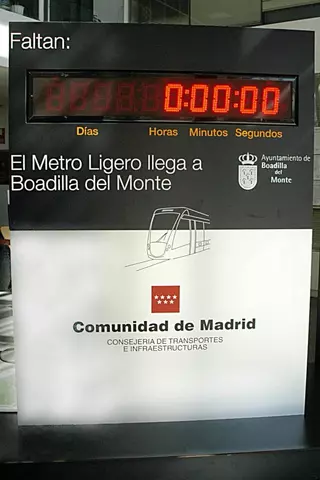 Faltan:
0:00:00
Días Horas Minutos Segundos
El Metro Ligero llega a
Boadilla del Monte
Ayuntamiento de
Boadilla
del
Monte
Comunidad de Madrid
CONSEJERIA DE TRANSPORTES
E INFRAESTRUCTURAS